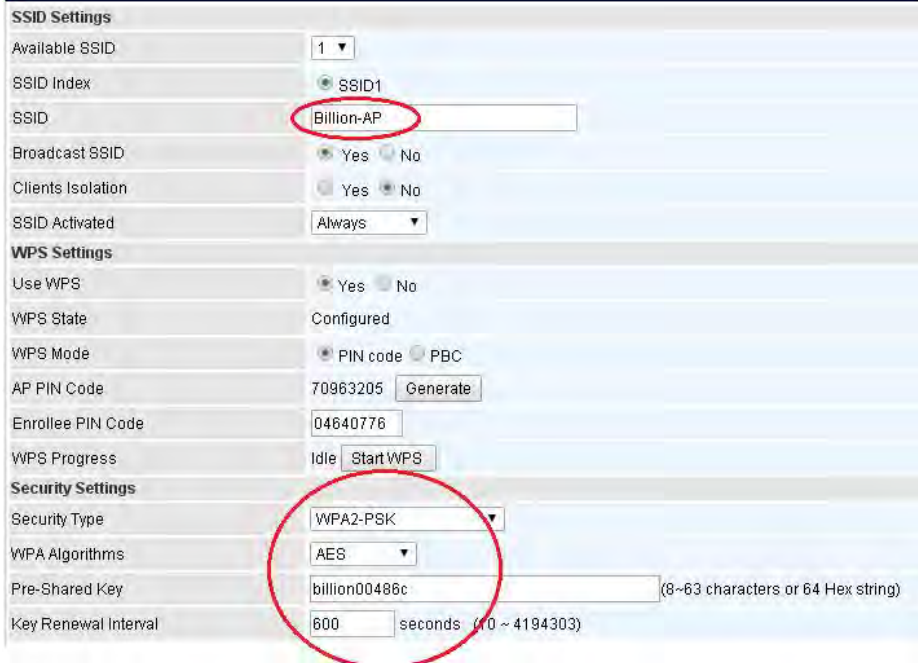 SSID Settings
Available SSID 1
SSID Index SSID1
SSID Billion-AP
Broadcast SSID Yes No
Clients Isolation Yes No
SSID Activated Always
WPS Settings
Use WPS Yes No
WPS State Configured
WPS Mode PIN code PBC
AP PIN Code 70963205 Generate
Enrollee PIN Code 04640776
WPS Progress Idle Start WPS
Security Settings
Security Type WPA2-PSK
WPA Algorithms AES
Pre-Shared Key billion00486c (8~63 characters or 64 Hex string)
Key Renewal Interval 600 seconds (10 ~ 4194303)